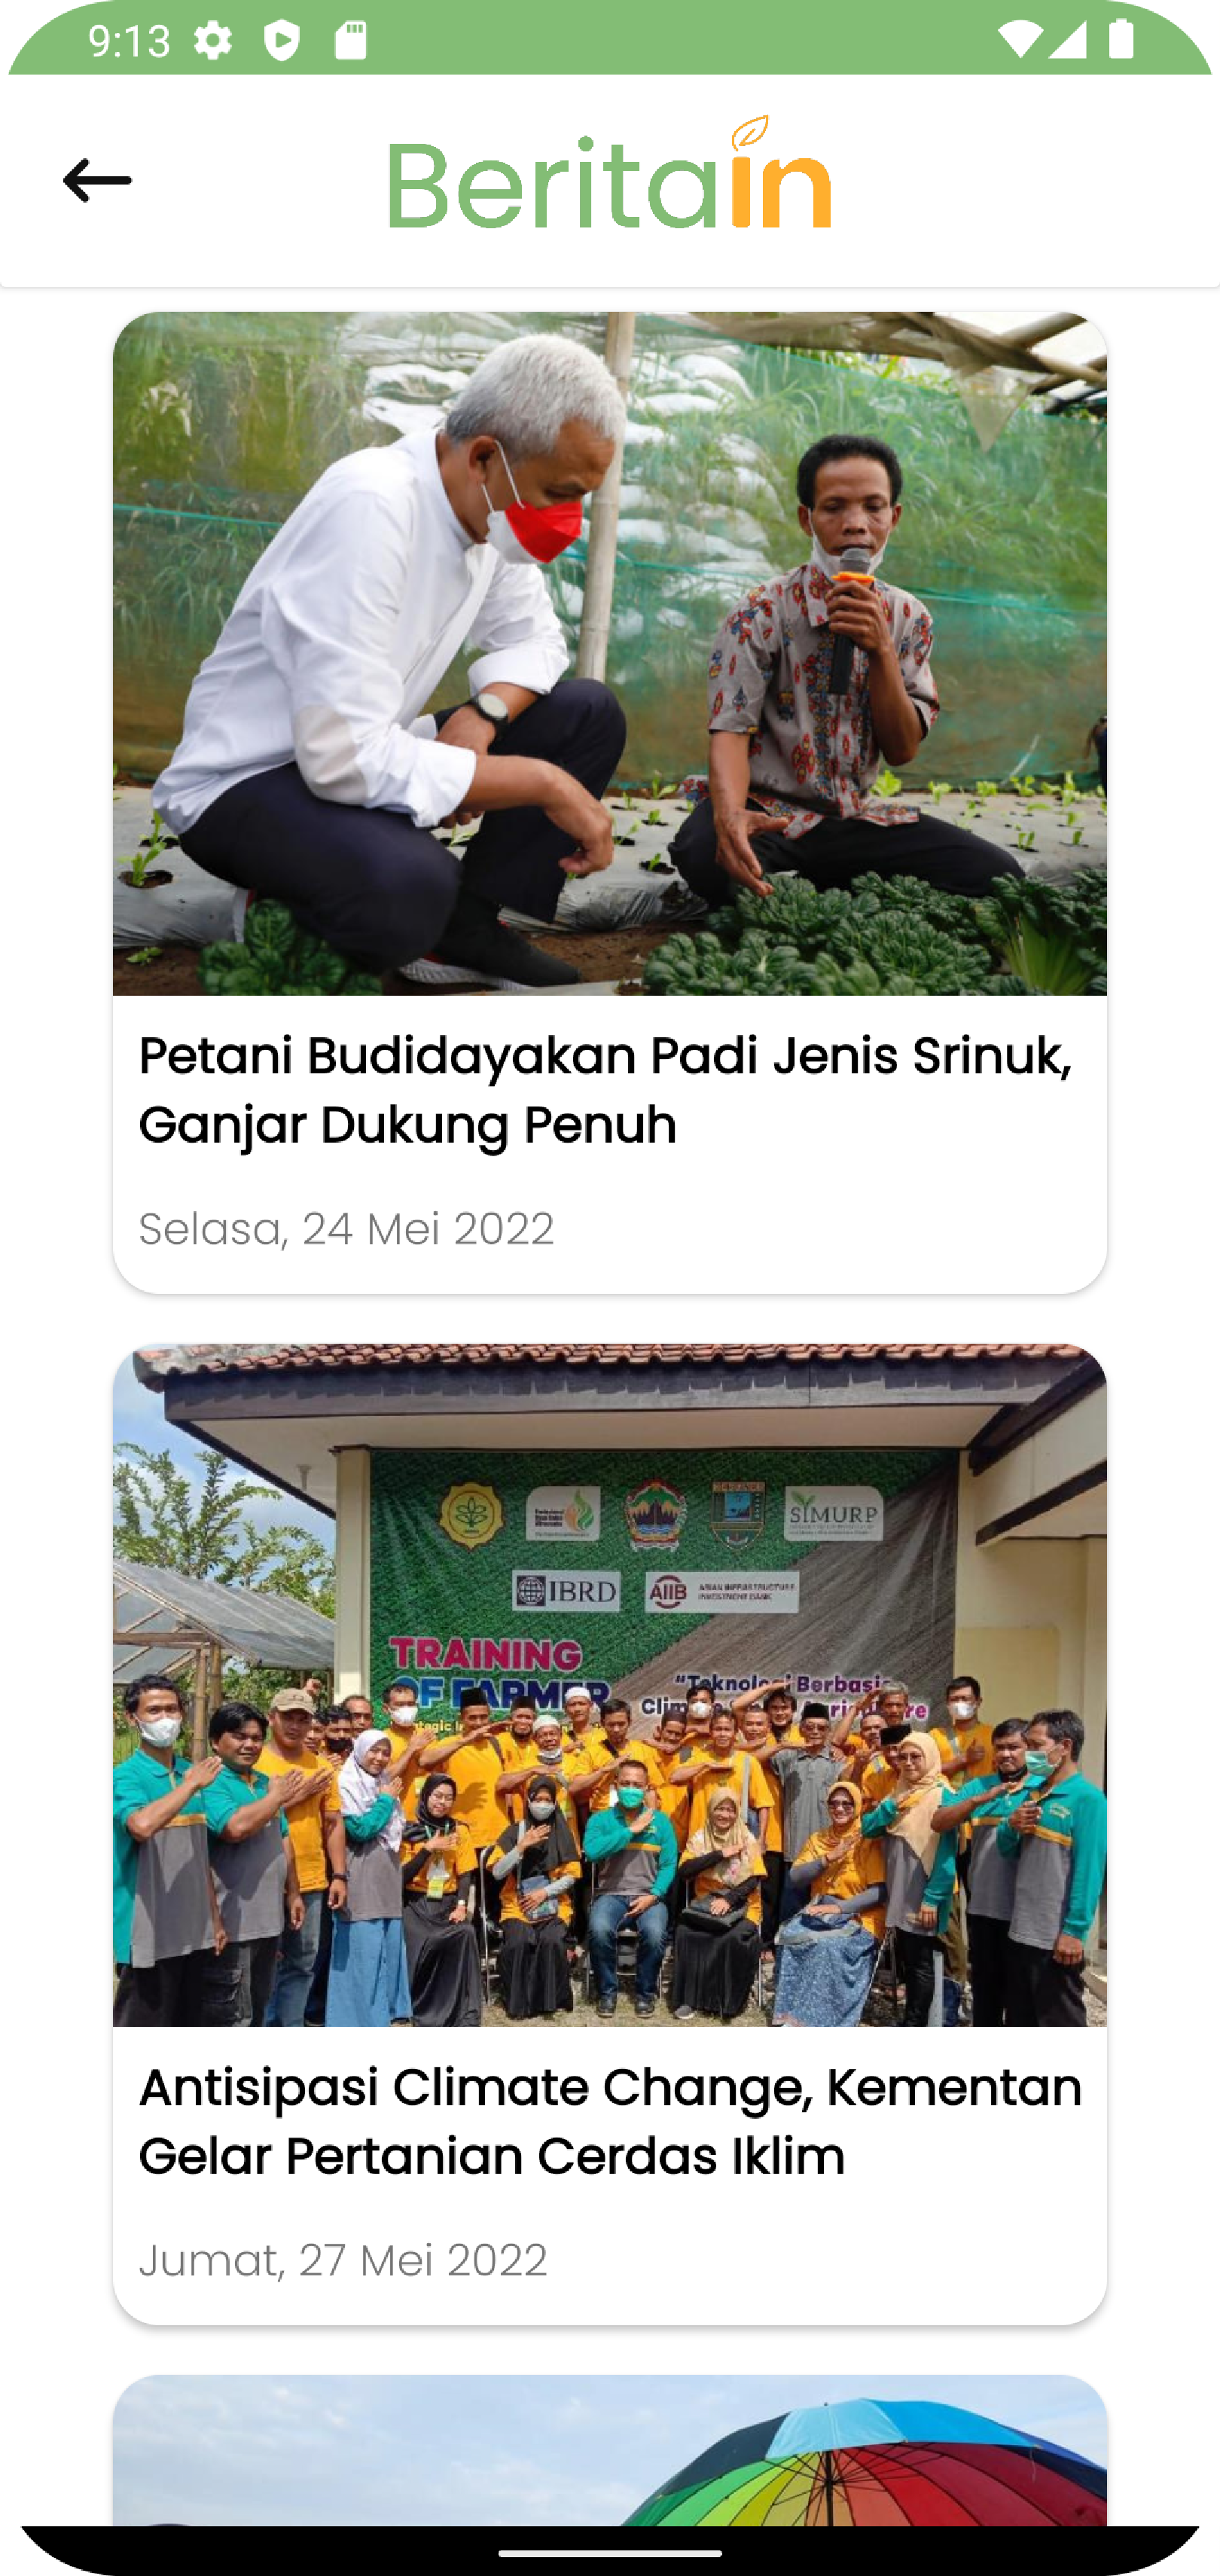 9:13
Beritain
SIMURP
IBRD
AIIB ASIAN INFRASTRUCTURE
INVESTMENT BANK
TRAINING
OF FARMER
"Teknologi Berbasis
Petani Budidayakan Padi Jenis Srinuk,
Ganjar Dukung Penuh
Selasa, 24 Mei 2022
Antisipasi Climate Change, Kementan
Gelar Pertanian Cerdas Iklim
Jumat, 27 Mei 2022